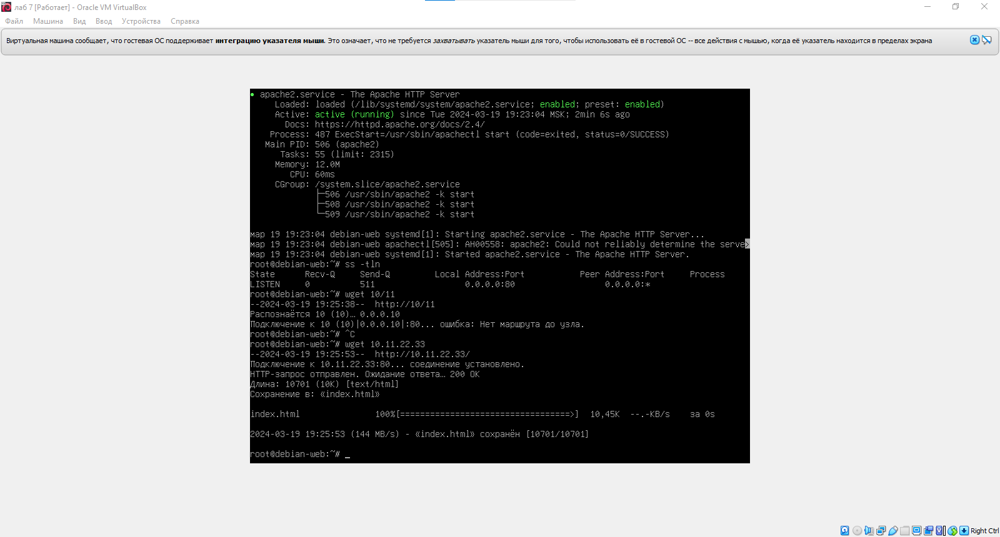 лаб 7 [Работает] - Oracle VM VirtualBox
Файл Машина Вид Ввод Устройства Справка
Виртуальная машина сообщает, что гостевая ОС поддерживает интеграцию указателя мыши. Это означает, что не требуется захватывать указатель мыши для того, чтобы использовать её в гостевой ОС -- все действия с мышью, когда её указатель находится в пределах экрана
● apache2.service - The Apache HTTP Server
Loaded: loaded (/lib/systemd/system/apache2.service; enabled; preset: enabled)
Active: active (running) since Tue 2024-03-19 19:23:04 MSK; 2min 6s ago
Docs: https://httpd.apache.org/docs/2.4/
Process: 487 ExecStart=/usr/sbin/apachectl start (code=exited, status=0/SUCCESS)
Main PID: 506 (apache2)
Tasks: 55 (limit: 2315)
Memory: 12.0M
CPU: 60ms
CGroup: /system.slice/apache2.service
├─506 /usr/sbin/apache2 -k start
├─508 /usr/sbin/apache2 -k start
└─509 /usr/sbin/apache2 -k start
мар 19 19:23:04 debian-web systemd[1]: Starting apache2.service - The Apache HTTP Server...
мар 19 19:23:04 debian-web apachectl[505]: AH00558: apache2: Could not reliably determine the serve>
мар 19 19:23:04 debian-web systemd[1]: Started apache2.service - The Apache HTTP Server.
root@debian-web:~# ss -tln
State Recv-Q Send-Q Local Address:Port Peer Address:Port Process
LISTEN 0 511 0.0.0.0:80 0.0.0.0:*
root@debian-web:~# wget 10/11
--2024-03-19 19:25:38-- http://10/11
Распознаётся 10 (10)… 0.0.0.10
Подключение к 10 (10)|0.0.0.10|:80... ошибка: Нет маршрута до узла.
root@debian-web:~# ^C
root@debian-web:~# wget 10.11.22.33
--2024-03-19 19:25:53-- http://10.11.22.33/
Подключение к 10.11.22.33:80... соединение установлено.
HTTP-запрос отправлен. Ожидание ответа… 200 OK
Длина: 10701 (10K) [text/html]
Сохранение в: «index.html»
index.html 100%[==================================>] 10,45K --.-KB/s за 0s
2024-03-19 19:25:53 (144 MB/s) - «index.html» сохранён [10701/10701]
root@debian-web:~# _
Right Ctrl